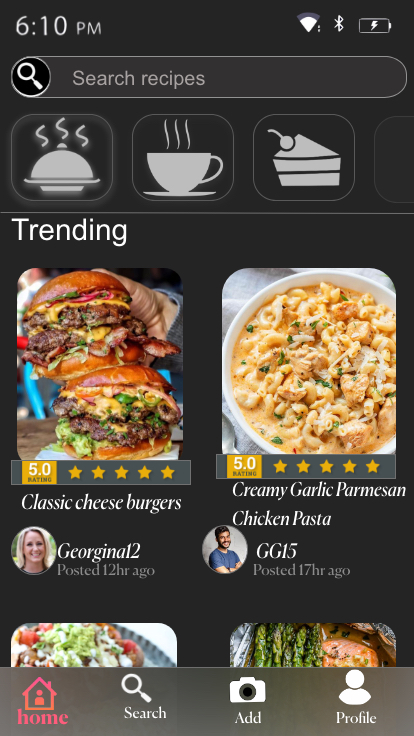 6:10 PM
Search recipes
Trending
5.0
RATING
5.0
RATING
Classic cheese burgers
Creamy Garlic Parmesan
Chicken Pasta
Georgina12
Posted 12hr ago
GG15
Posted 17hr ago
home
Search
Add
Profile